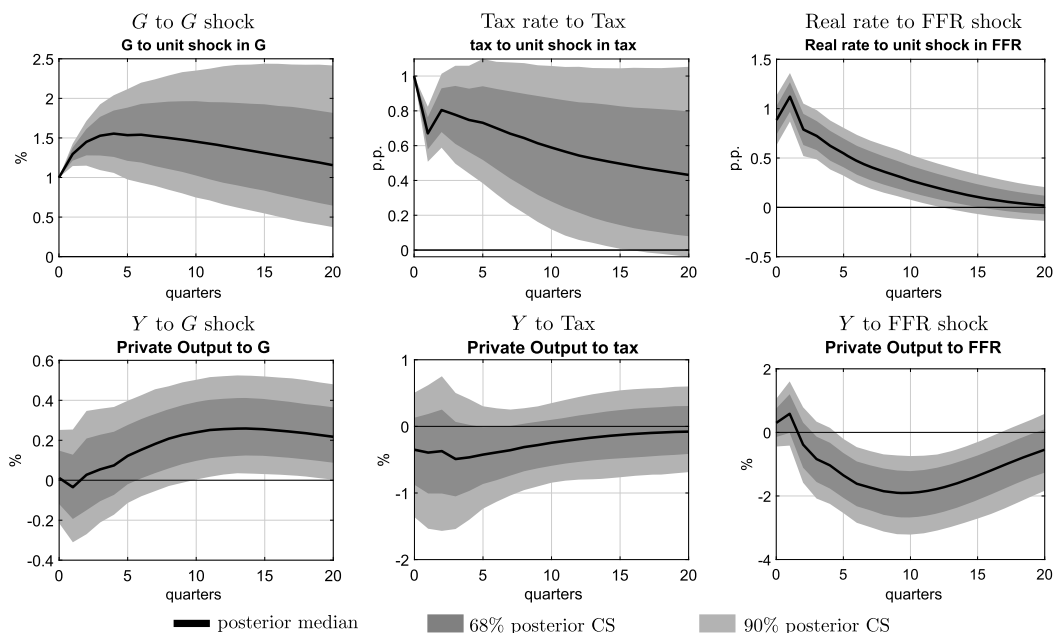 G to G shock
G to unit shock in G
2.5
2
1.5
1
0.5
0
%
0 5 10 15 20
quarters
Tax rate to Tax
tax to unit shock in tax
1
0.8
0.6
0.4
0.2
0
p.p.
0 5 10 15 20
quarters
Real rate to FFR shock
Real rate to unit shock in FFR
1.5
1
0.5
0
-0.5
p.p.
0 5 10 15 20
quarters
Y to G shock
Private Output to G
0.6
0.4
0.2
0
-0.2
-0.4
%
0 5 10 15 20
quarters
Y to Tax
Private Output to tax
1
0
-1
-2
%
0 5 10 15 20
quarters
Y to FFR shock
Private Output to FFR
2
0
-2
-4
%
0 5 10 15 20
quarters
posterior median
68% posterior CS
90% posterior CS